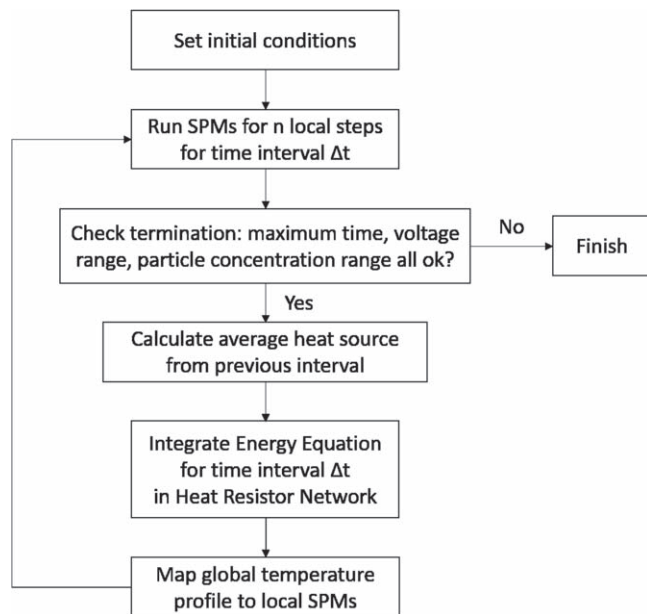 Set initial conditions
Run SPMs for n local steps
for time interval Δt
Check termination: maximum time, voltage
range, particle concentration range all ok?
No
Finish
Yes
Calculate average heat source
from previous interval
Integrate Energy Equation
for time interval Δt
in Heat Resistor Network
Map global temperature
profile to local SPMs